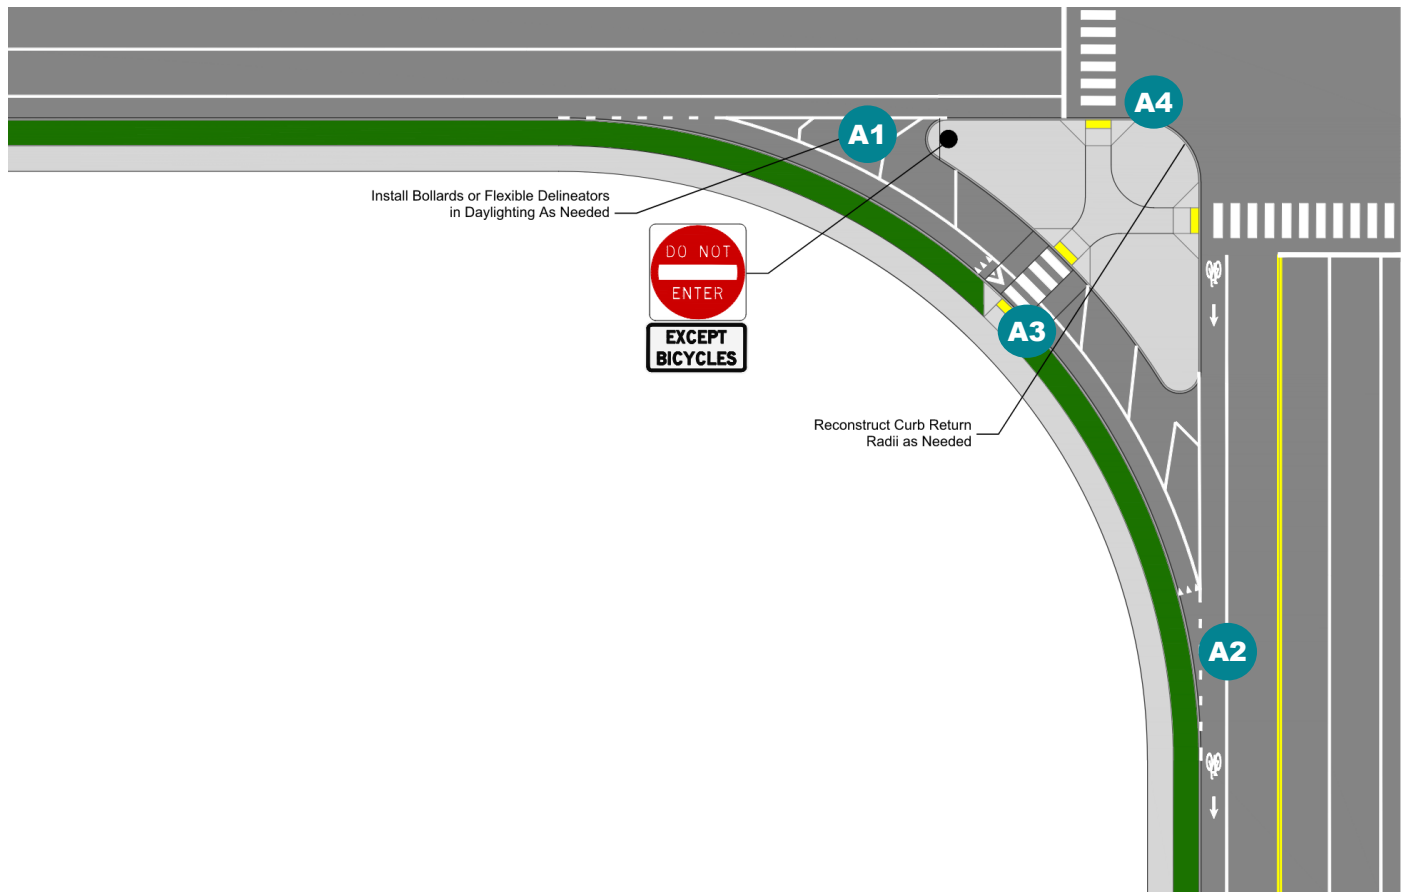 A4
A1
Install Bollards or Flexible Delineators
in Daylighting As Needed
DO NOT
ENTER
EXCEPT
BICYCLES
A3
Reconstruct Curb Return
Radii as Needed
A2